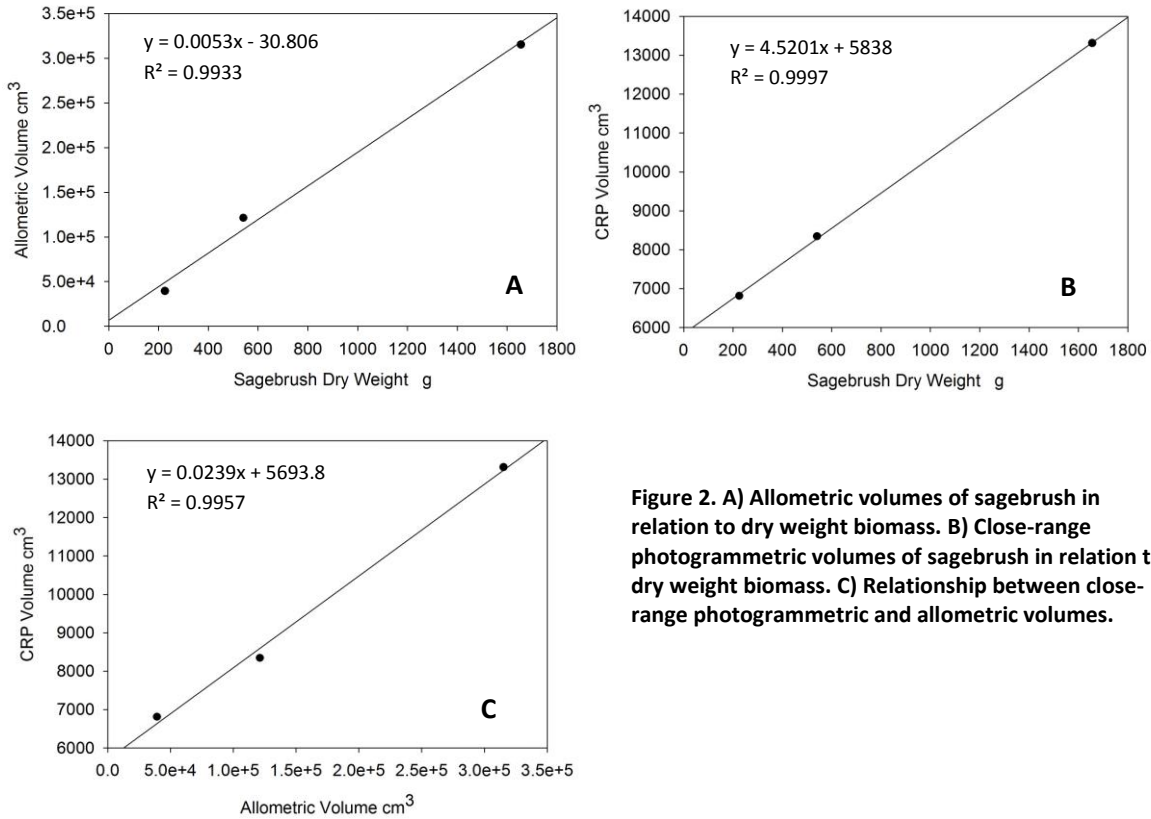 y = 0.0053x - 30.806
R² = 0.9933
Allometric Volume cm³
3.5e+5
3.0e+5
2.5e+5
2.0e+5
1.5e+5
1.0e+5
5.0e+4
0.0
A
0 200 400 600 800 1000 1200 1400 1600 1800
Sagebrush Dry Weight g
y = 4.5201x + 5838
R² = 0.9997
CRP Volume cm³
14000
13000
12000
11000
10000
9000
8000
7000
6000
B
0 200 400 600 800 1000 1200 1400 1600 1800
Sagebrush Dry Weight g
y = 0.0239x + 5693.8
R² = 0.9957
CRP Volume cm³
14000
13000
12000
11000
10000
9000
8000
7000
6000
C
0.0 5.0e+4 1.0e+5 1.5e+5 2.0e+5 2.5e+5 3.0e+5 3.5e+5
Allometric Volume cm³
Figure 2. A) Allometric volumes of sagebrush in
relation to dry weight biomass. B) Close-range
photogrammetric volumes of sagebrush in relation t
dry weight biomass. C) Relationship between close-
range photogrammetric and allometric volumes.